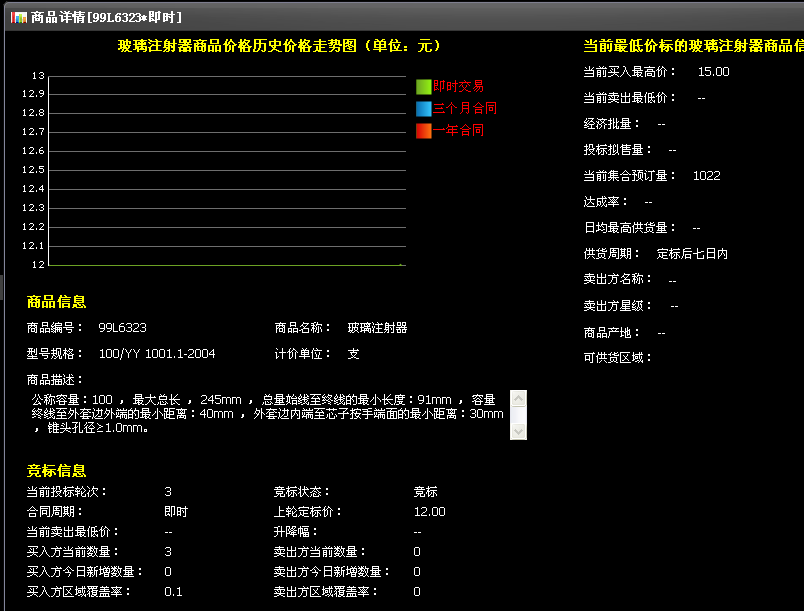 商品详情[99L6323*即时]
玻璃注射器商品价格历史价格走势图（单位：元）
13
12.9
12.8
12.7
12.6
12.5
12.4
12.3
12.2
12.1
12
即时交易
三个月合同
一年合同
商品信息
商品编号： 99L6323 商品名称： 玻璃注射器
型号规格： 100/YY 1001.1-2004 计价单位： 支
商品描述：
公称容量：100 ，最大总长 ，245mm ，总量始线至终线的最小长度：91mm ，容量
终线至外套边外端的最小距离：40mm ，外套边内端至芯子按手端面的最小距离：30mm
，锥头孔径≥1.0mm。
竞标信息
当前投标轮次： 3 竞标状态： 竞标
合同周期： 即时 上轮定标价： 12.00
当前卖出最低价： -- 升降幅： --
买入方当前数量： 3 卖出方当前数量： 0
买入方今日新增数量： 0 卖出方今日新增数量： 0
买入方区域覆盖率： 0.1 卖出方区域覆盖率： 0
当前最低价标的玻璃注射器商品信
当前买入最高价： 15.00
当前卖出最低价： --
经济批量： --
投标拟售量： --
当前集合预订量： 1022
达成率： --
日均最高供货量： --
供货周期： 定标后七日内
卖出方名称： --
卖出方星级： --
商品产地： --
可供货区域：